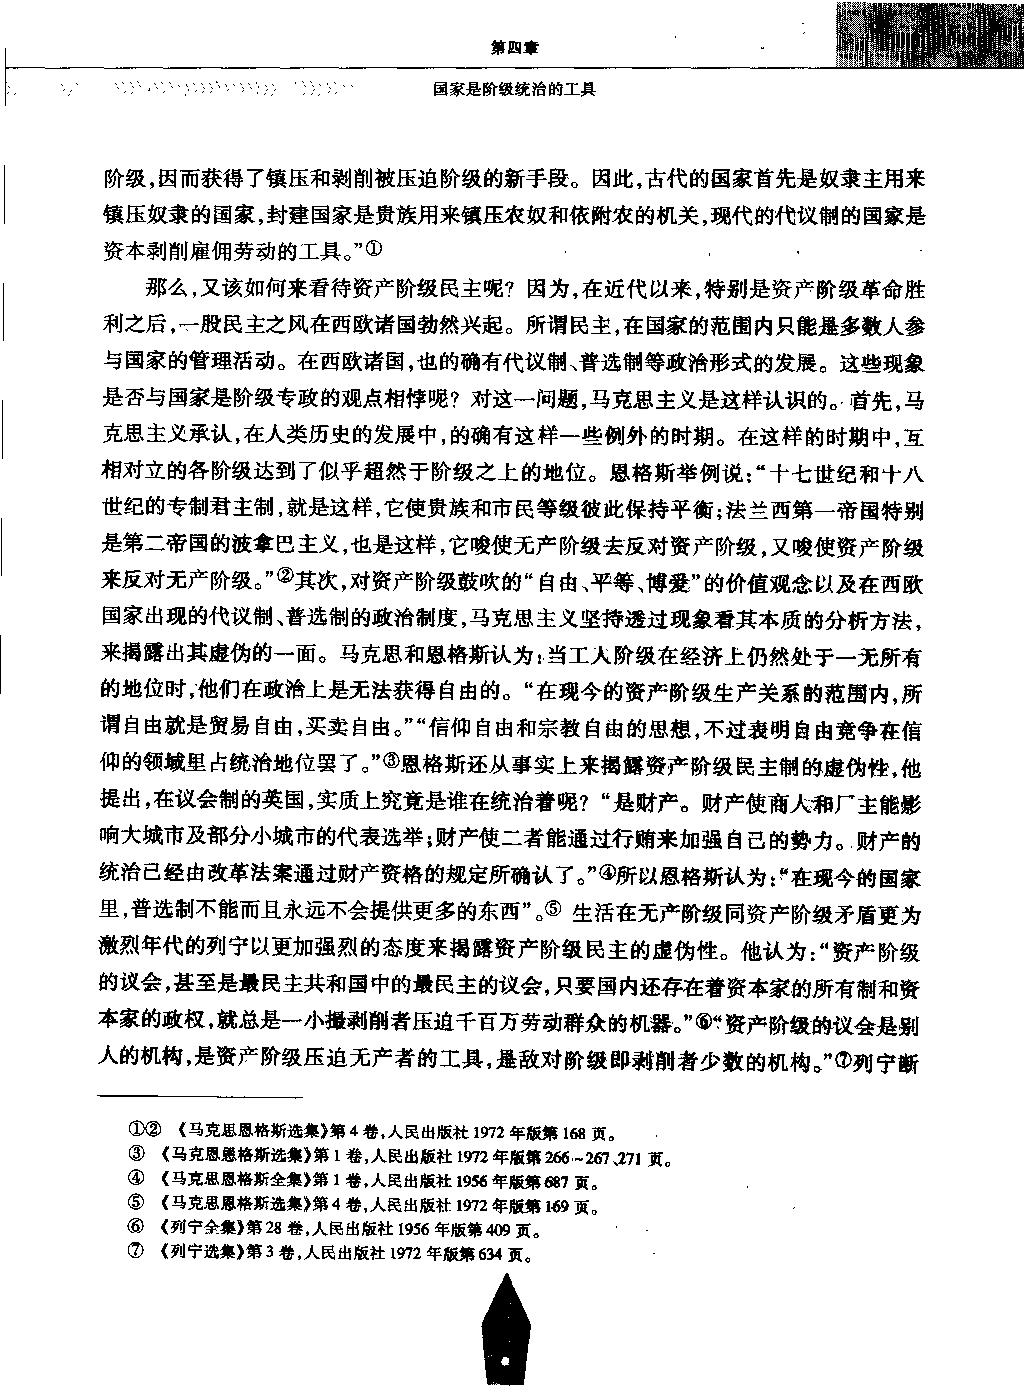 第四章
国家是阶级统治的工具
阶级,因而获得了镇压和剥削被压迫阶级的新手段。因此,古代的国家首先是奴隶主用来
镇压奴隶的国家,封建国家是贵族用来镇压农奴和依附农的机关,现代的代议制的国家是
资本剥削雇佣劳动的工具。”①
那么,又该如何来看待资产阶级民主呢？因为,在近代以来,特别是资产阶级革命胜
利之后,一股民主之风在西欧诸国勃然兴起。所谓民主,在国家的范围内只能是多数人参
与国家的管理活动。在西欧诸国,也的确有代议制、普选制等政治形式的发展。这些现象
是否与国家是阶级专政的观点相悖呢？对这一问题,马克思主义是这样认识的。首先,马
克思主义承认,在人类历史的发展中,的确有这样一些例外的时期。在这样的时期中,互
相对立的各阶级达到了似乎超然于阶级之上的地位。恩格斯举例说:“十七世纪和十八
世纪的专制君主制,就是这样,它使贵族和市民等级彼此保持平衡;法兰西第一帝国特别
是第二帝国的波拿巴主义,也是这样,它唆使无产阶级去反对资产阶级,又唆使资产阶级
来反对无产阶级。”②其次,对资产阶级鼓吹的“自由、平等、博爱”的价值观念以及在西欧
国家出现的代议制、普选制的政治制度,马克思主义坚持透过现象看其本质的分析方法,
来揭露出其虚伪的一面。马克思和恩格斯认为:当工人阶级在经济上仍然处于一无所有
的地位时,他们在政治上是无法获得自由的。“在现今的资产阶级生产关系的范围内,所
谓自由就是贸易自由,买卖自由。”“信仰自由和宗教自由的思想,不过表明自由竞争在信
仰的领域里占统治地位罢了。”③恩格斯还从事实上来揭露资产阶级民主制的虚伪性,他
提出,在议会制的英国,实质上究竟是谁在统治着呢？“是财产。财产使商人和厂主能影
响大城市及部分小城市的代表选举;财产使二者能通过行贿来加强自己的势力。财产的
统治已经由改革法案通过财产资格的规定所确认了。”④所以恩格斯认为:“在现今的国家
里,普选制不能而且永远不会提供更多的东西”。⑤ 生活在无产阶级同资产阶级矛盾更为
激烈年代的列宁以更加强烈的态度来揭露资产阶级民主的虚伪性。他认为:“资产阶级
的议会,甚至是最民主共和国中的最民主的议会,只要国内还存在着资本家的所有制和资
本家的政权,就总是一小撮剥削者压迫千百万劳动群众的机器。”⑥“资产阶级的议会是别
人的机构,是资产阶级压迫无产者的工具,是敌对阶级即剥削者少数的机构。”⑦列宁断
①② 《马克思恩格斯选集》第4卷,人民出版社1972年版第168页。
③ 《马克思恩格斯选集》第1卷,人民出版社1972年版第266~267、271页。
④ 《马克思恩格斯全集》第1卷,人民出版社1956年版第687页。
⑤ 《马克思恩格斯选集》第4卷,人民出版社1972年版第169页。
⑥ 《列宁全集》第28卷,人民出版社1956年版第409页。
⑦ 《列宁选集》第3卷,人民出版社1972年版第634页。